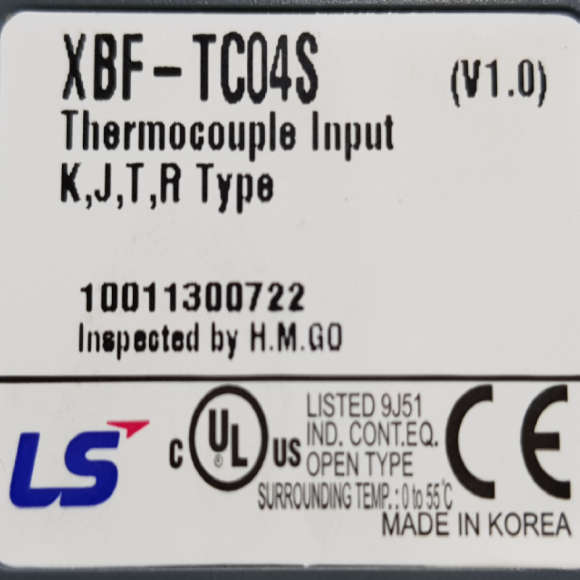 XBF-TC04S (V1.0)
Thermocouple Input
K,J,T,R Type
10011300722
Inspected by H.M.GO
LS
C UL US
LISTED 9J51
IND. CONT.EQ.
OPEN TYPE
CE
SURROUNDING TEMP.: 0 to 55℃
MADE IN KOREA